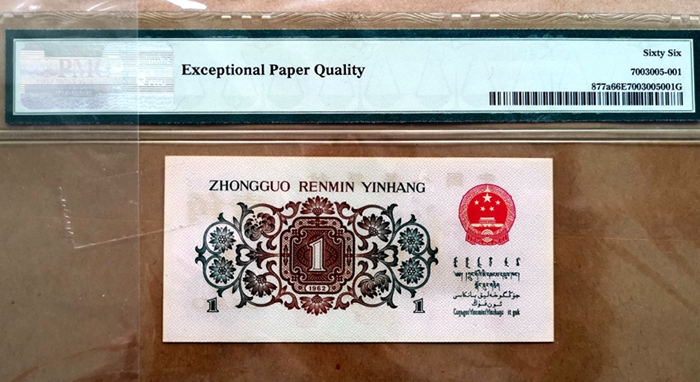 Sixty Six
Exceptional Paper Quality
7003005-001
877a66E7003005001G
ZHONGGUO RENMIN YINHANG
1
1962
1
1